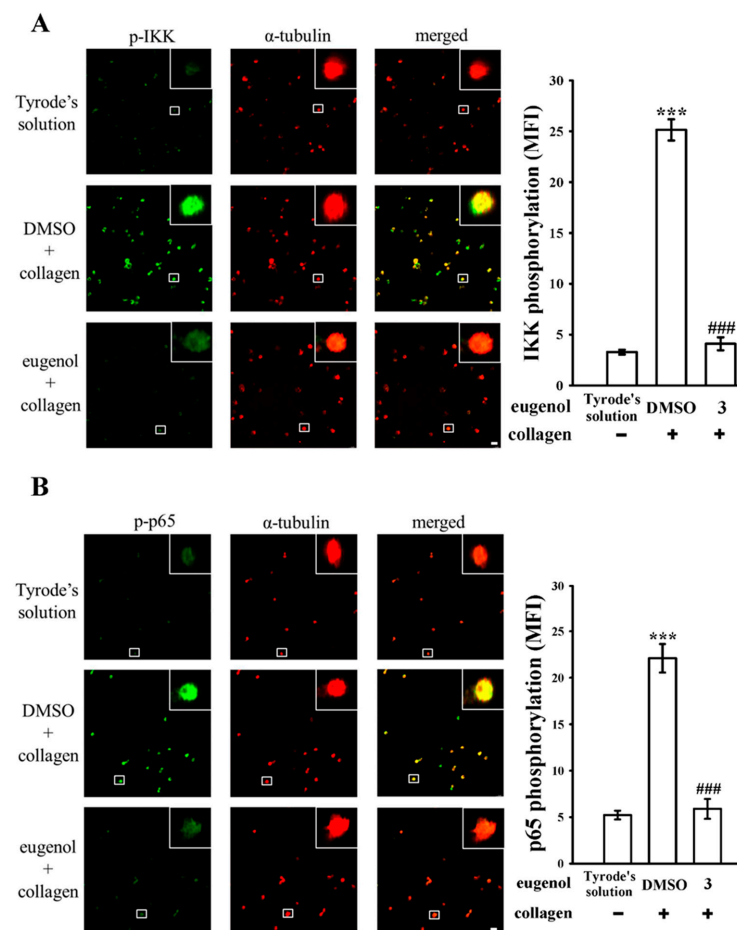 A
p-IKK α-tubulin merged
Tyrode's
solution
DMSO
+
collagen
eugenol
+
collagen
IKK phosphorylation (MFI)
30
25
20
15
10
5
0
***
###
eugenol Tyrode's solution DMSO 3
collagen − + +
B
p-p65 α-tubulin merged
Tyrode's
solution
DMSO
+
collagen
eugenol
+
collagen
p65 phosphorylation (MFI)
30
25
20
15
10
5
0
***
###
eugenol Tyrode's solution DMSO 3
collagen − + +